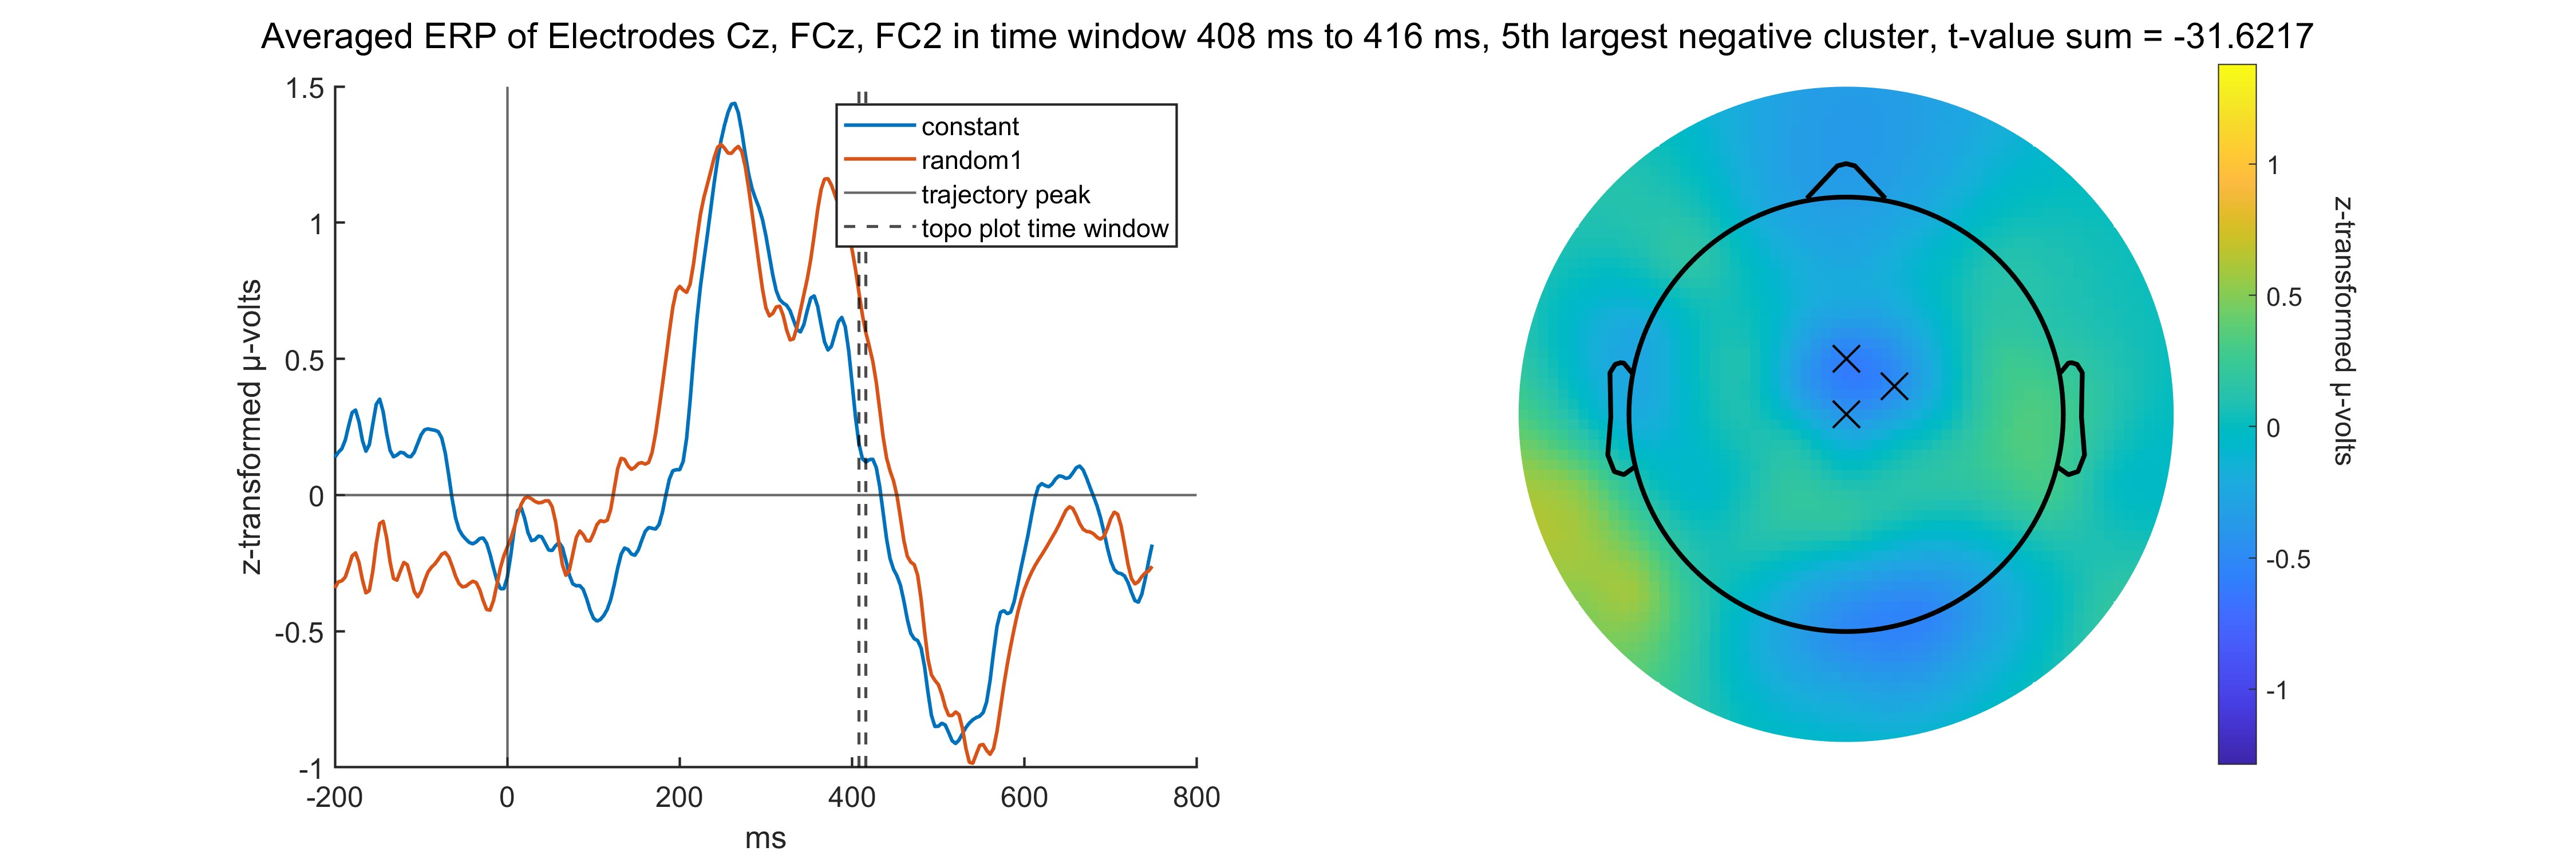 Averaged ERP of Electrodes Cz, FCz, FC2 in time window 408 ms to 416 ms, 5th largest negative cluster, t-value sum = -31.6217
1.5
1
0.5
0
-0.5
-1
z-transformed μ-volts
-200
0
200
400
600
800
ms
constant
random1
trajectory peak
topo plot time window
1
0.5
0
-0.5
-1
z-transformed μ-volts